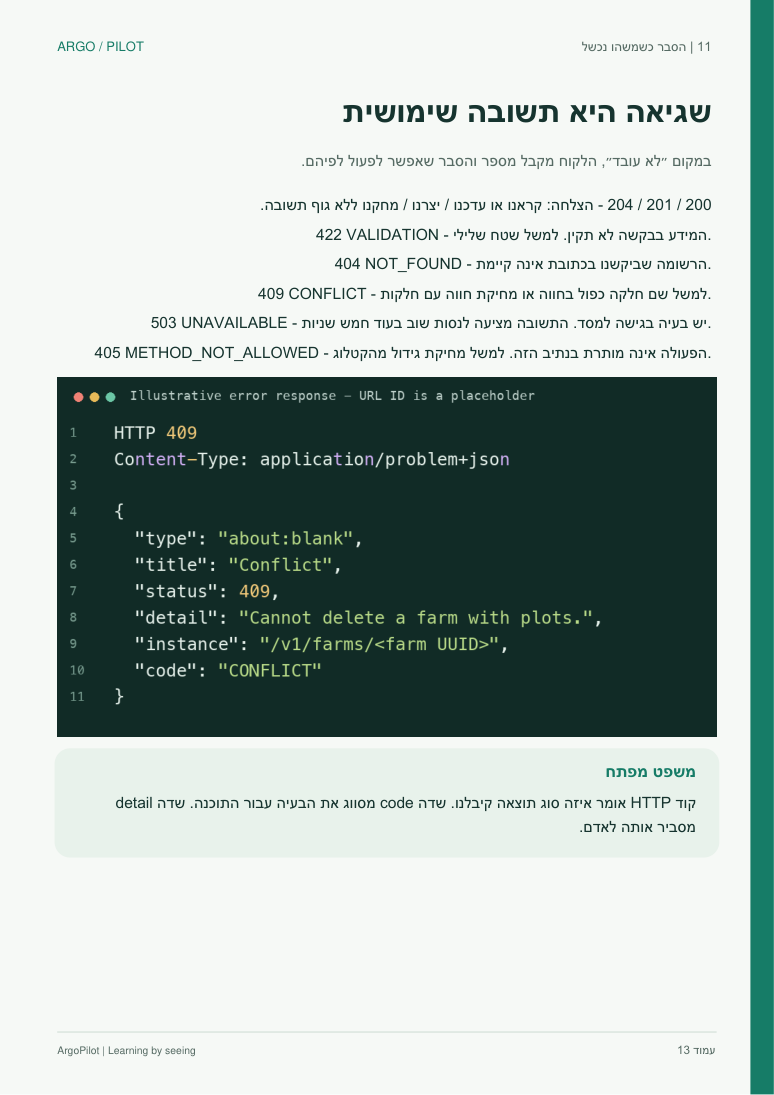 ARGO / PILOT
11 | הסבר כשמשהו נכשל
שגיאה היא תשובה שימושית
במקום ״לא עובד״, הלקוח מקבל מספר והסבר שאפשר לפעול לפיהם.
200 / 201 / 204 - הצלחה: קראנו או עדכנו / יצרנו / מחקנו ללא גוף תשובה.
422 VALIDATION - המידע בבקשה לא תקין. למשל שטח שלילי.
404 NOT_FOUND - הרשומה שביקשנו בכתובת אינה קיימת.
409 CONFLICT - למשל שם חלקה כפול בחווה או מחיקת חווה עם חלקות.
503 UNAVAILABLE - יש בעיה בגישה למסד. התשובה מציעה לנסות שוב בעוד חמש שניות.
405 METHOD_NOT_ALLOWED - הפעולה אינה מותרת בנתיב הזה. למשל מחיקת גידול מהקטלוג.
Illustrative error response — URL ID is a placeholder
1 HTTP 409
2 Content-Type: application/problem+json
3
4 {
5 "type": "about:blank",
6 "title": "Conflict",
7 "status": 409,
8 "detail": "Cannot delete a farm with plots.",
9 "instance": "/v1/farms/<farm UUID>",
10 "code": "CONFLICT"
11 }
משפט מפתח
קוד HTTP אומר איזה סוג תוצאה קיבלנו. שדה code מסווג את הבעיה עבור התוכנה. שדה detail
מסביר אותה לאדם.
ArgoPilot | Learning by seeing
עמוד 13